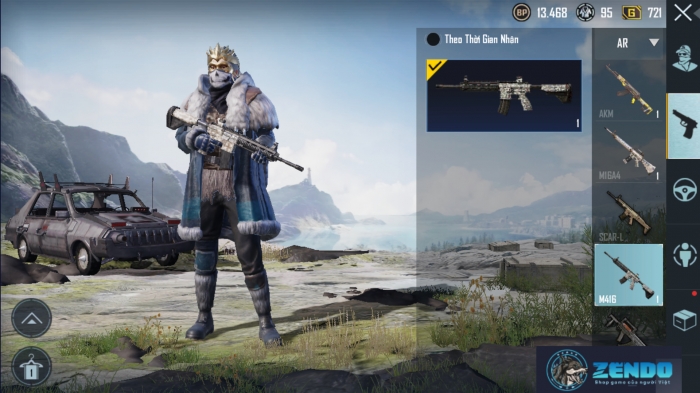 BP 13.468 95 G 721
Theo Thời Gian Nhận
AR
1
AKM 1
M16A4 1
SCAR-L
M416 1
ZENDO
Shop game của người Việt